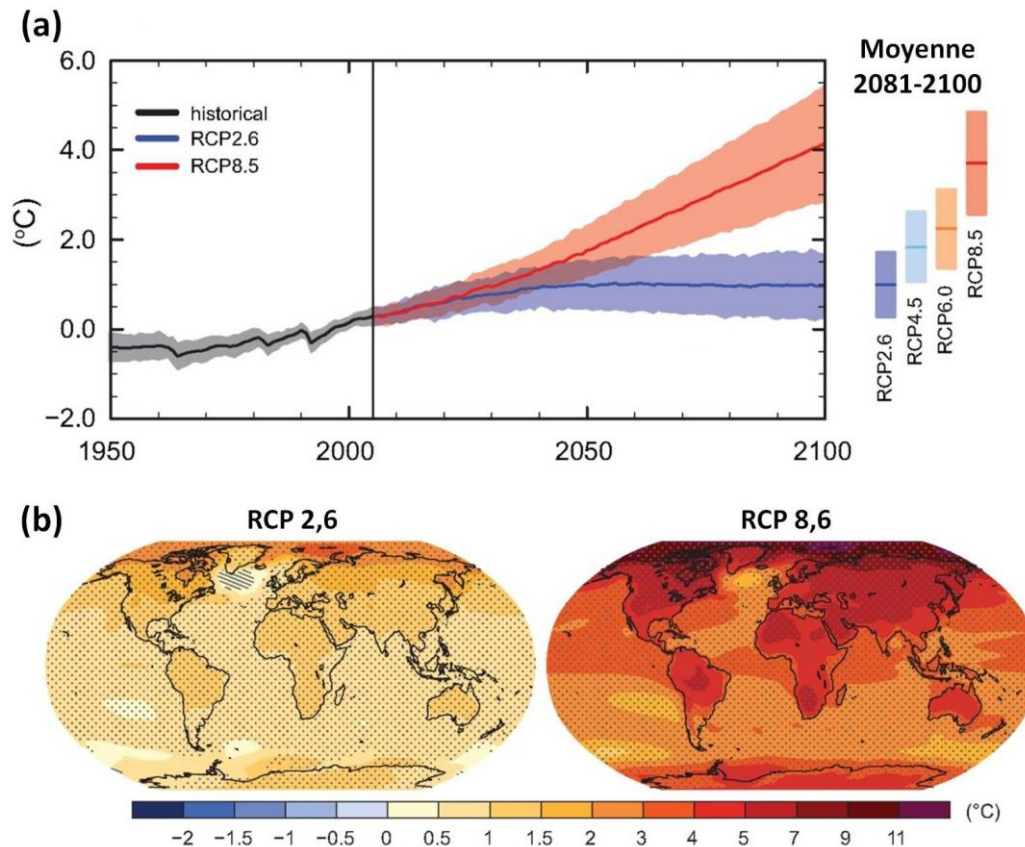 (a)
Moyenne
2081-2100
6.0
4.0
2.0
0.0
−2.0
(°C)
historical
RCP2.6
RCP8.5
1950
2000
2050
2100
RCP2.6
RCP4.5
RCP6.0
RCP8.5
(b)
RCP 2,6
RCP 8,6
−2 −1.5 −1 −0.5 0 0.5 1 1.5 2 3 4 5 7 9 11
(°C)